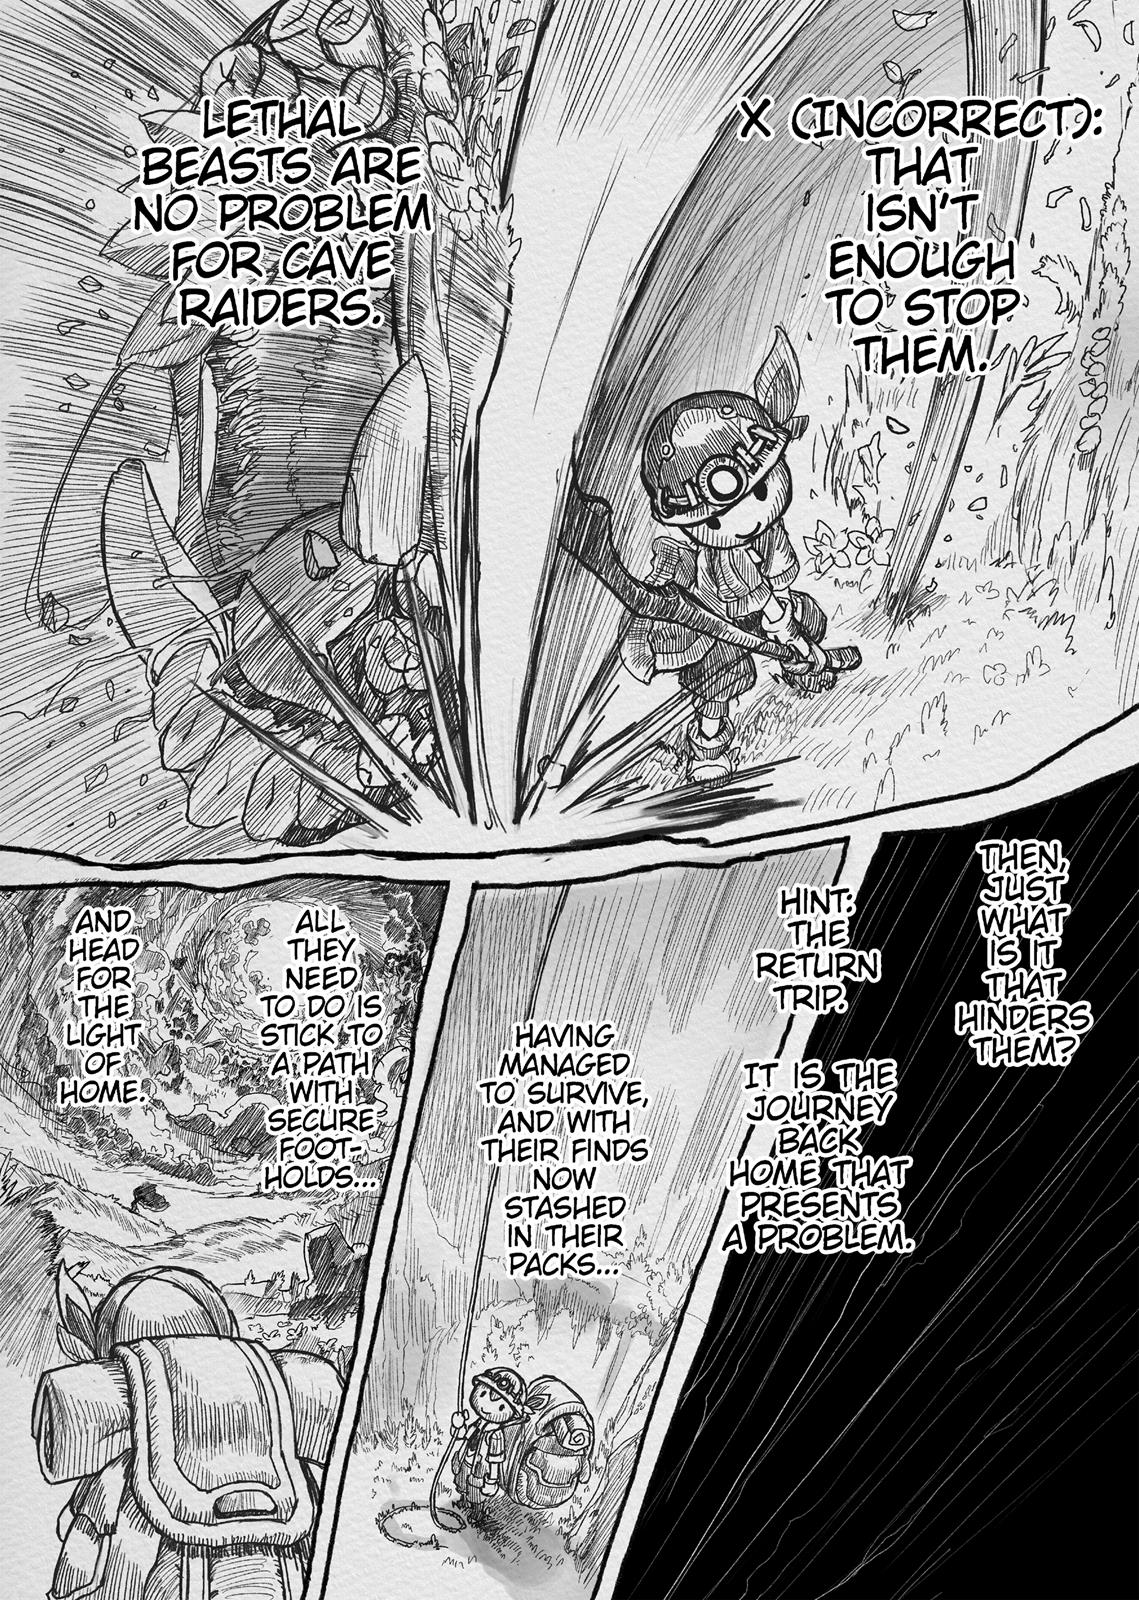 X (INCORRECT):
THAT
ISN'T
ENOUGH
TO STOP
THEM.
LETHAL
BEASTS ARE
NO PROBLEM
FOR CAVE
RAIDERS.
THEN,
JUST
WHAT
IS IT
THAT
HINDERS
THEM?
HINT:
THE
RETURN
TRIP.
IT IS THE
JOURNEY
BACK
HOME THAT
PRESENTS
A PROBLEM.
HAVING
MANAGED
TO SURVIVE,
AND WITH
THEIR FINDS
NOW
STASHED
IN THEIR
PACKS...
ALL
THEY
NEED
TO DO IS
STICK TO
A PATH
WITH
SECURE
FOOT-
HOLDS...
AND
HEAD
FOR
THE
LIGHT
OF
HOME.